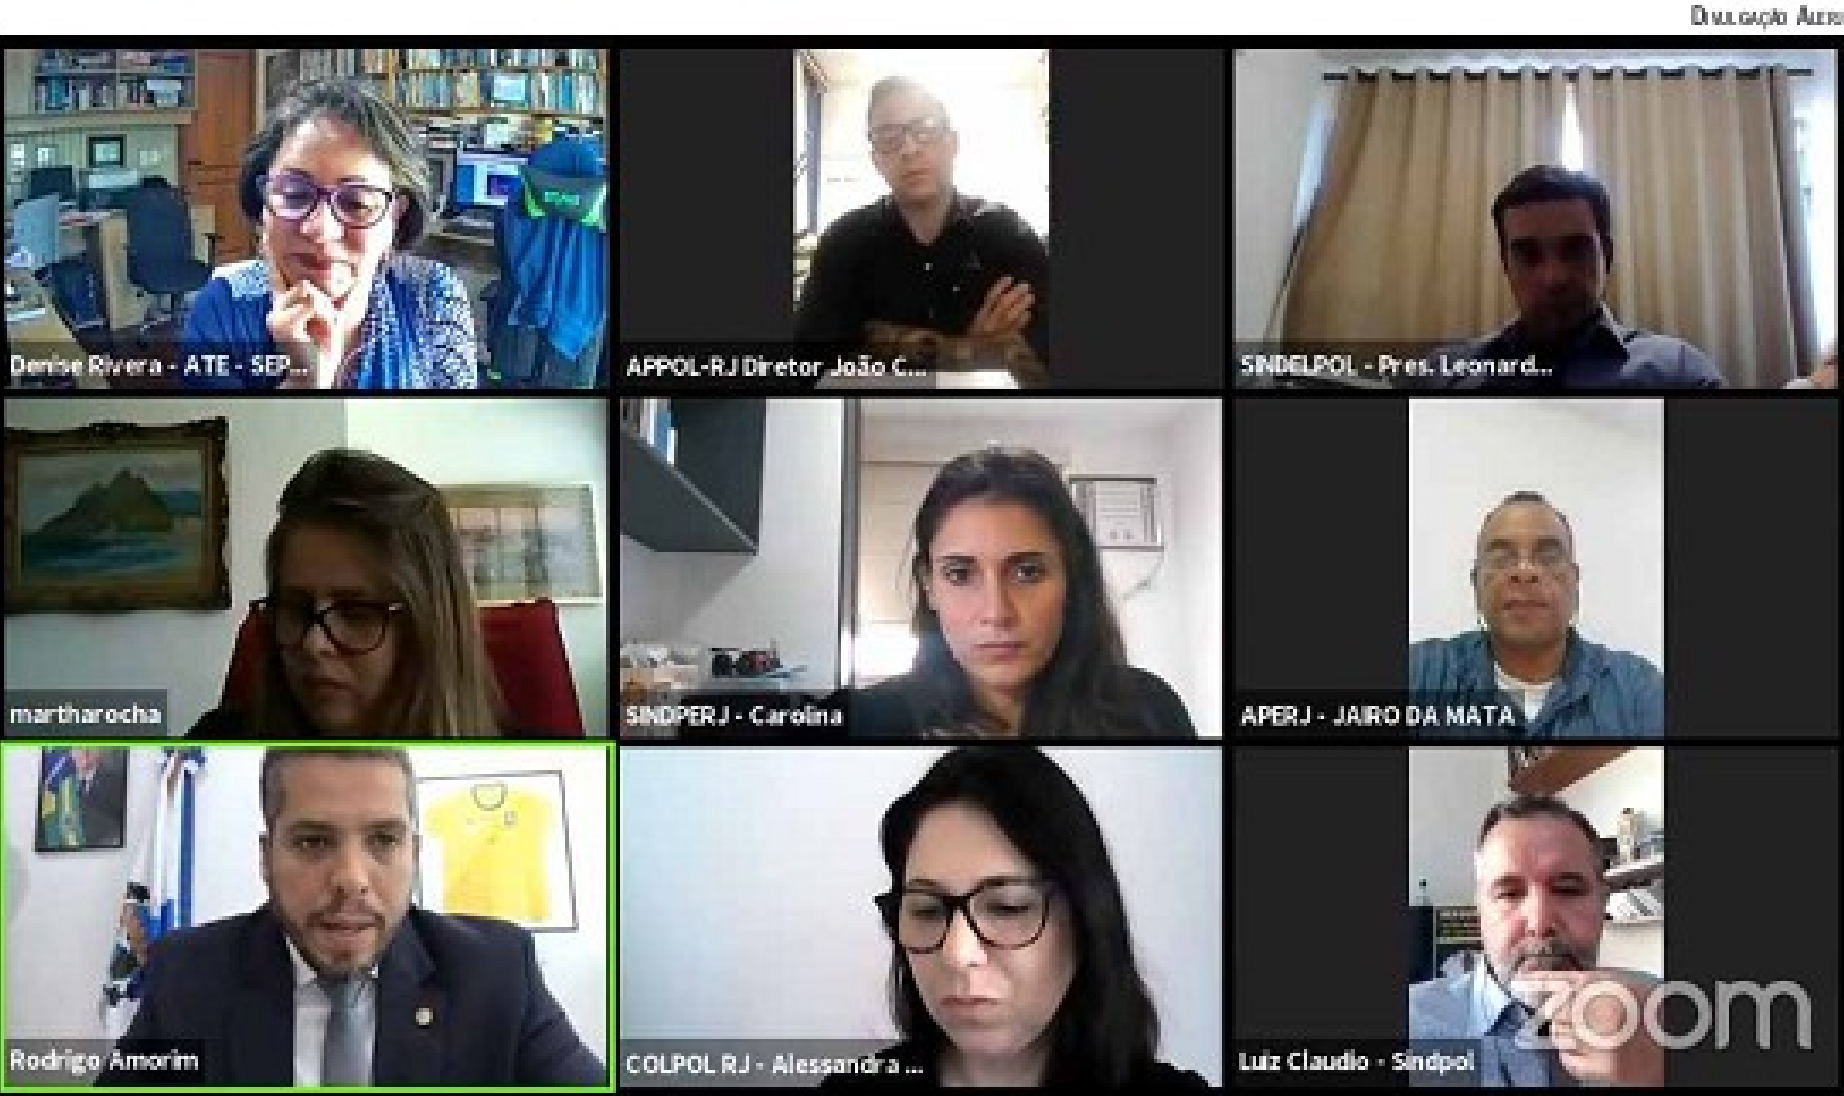 DIVULGAÇÃO ALERJ
Denise Rivera - ATE - SEP...
APPOL-RJ Diretor João C...
SINDELPOL - Pres. Leonard...
martharocha
SINDPERJ - Carolina
APERJ - JAIRO DA MATA
Rodrigo Amorim
COLPOL RJ - Alessandra ...
Luiz Claudio - Sindpol
zoom